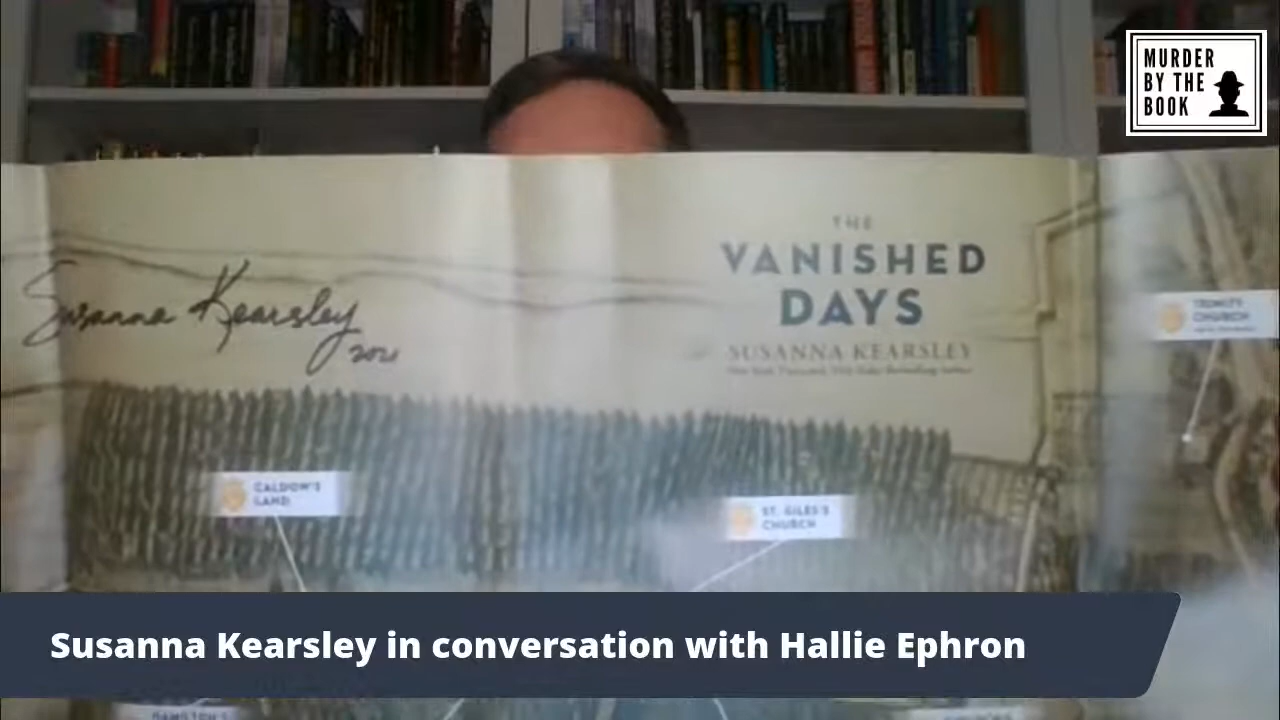 MURDER
BY THE
BOOK
THE
VANISHED
DAYS
SUSANNA KEARSLEY
Susanna Kearsley
2021
TRINITY
CHURCH
CALDOW'S
LAND
ST. GILES'S
CHURCH
Susanna Kearsley in conversation with Hallie Ephron